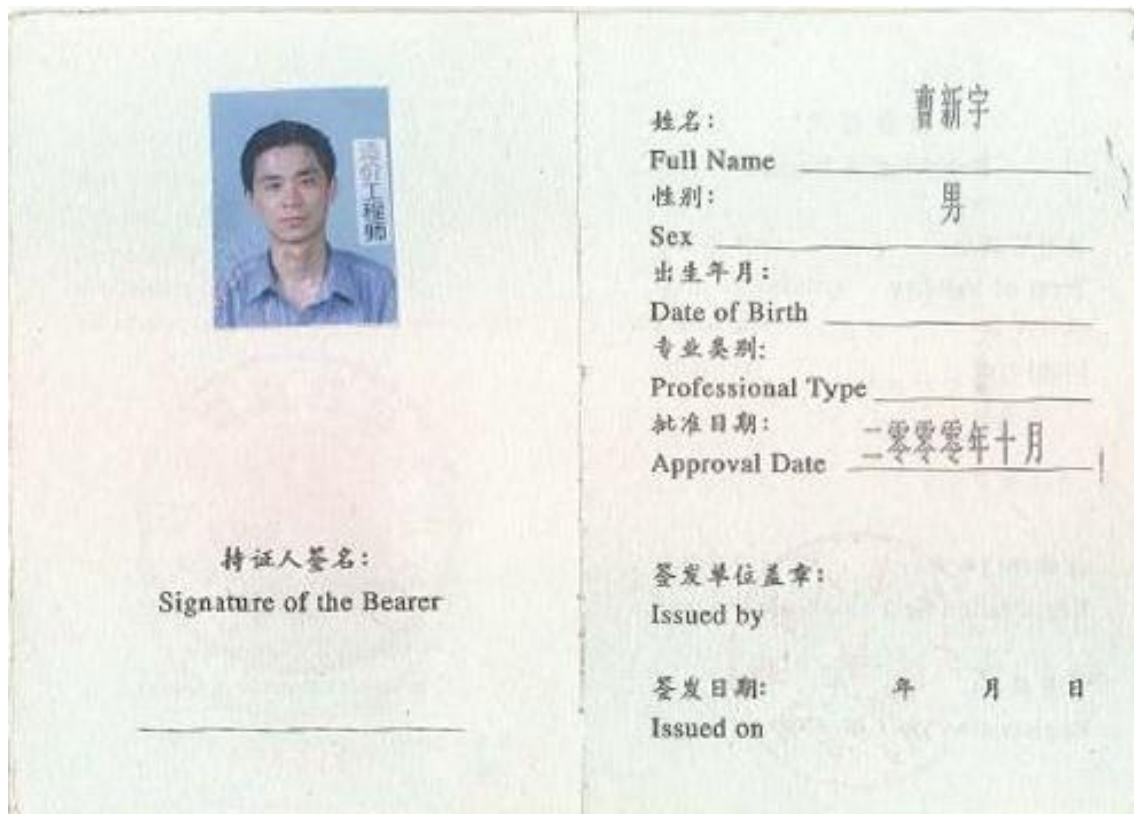 造价工程师
持证人签名:
Signature of the Bearer
姓名:
曹新宇
Full Name
性别:
男
Sex
出生年月:
Date of Birth
专业类别:
Professional Type
批准日期:
二零零零年十月
Approval Date
签发单位盖章:
Issued by
签发日期: 年 月 日
Issued on